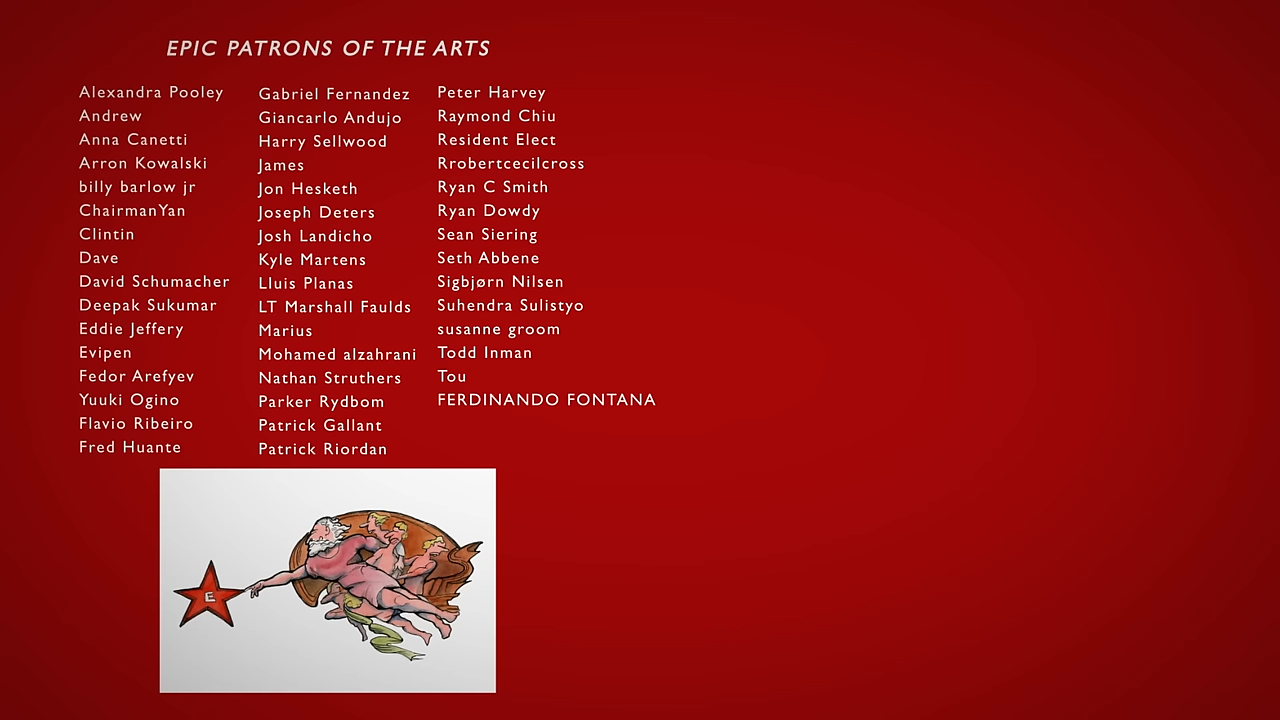 EPIC PATRONS OF THE ARTS
Alexandra Pooley
Andrew
Anna Canetti
Arron Kowalski
billy barlow jr
ChairmanYan
Clintin
Dave
David Schumacher
Deepak Sukumar
Eddie Jeffery
Evipen
Fedor Arefyev
Yuuki Ogino
Flavio Ribeiro
Fred Huante
Gabriel Fernandez
Giancarlo Andujo
Harry Sellwood
James
Jon Hesketh
Joseph Deters
Josh Landicho
Kyle Martens
Lluis Planas
LT Marshall Faulds
Marius
Mohamed alzahrani
Nathan Struthers
Parker Rydbom
Patrick Gallant
Patrick Riordan
Peter Harvey
Raymond Chiu
Resident Elect
Rrobertcecilcross
Ryan C Smith
Ryan Dowdy
Sean Siering
Seth Abbene
Sigbjørn Nilsen
Suhendra Sulistyo
susanne groom
Todd Inman
Tou
FERDINANDO FONTANA
E